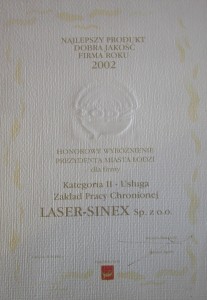 NAJLEPSZY PRODUKT
DOBRA JAKOŚĆ
FIRMA ROKU
2002
HONOROWE WYRÓŻNIENIE
PREZYDENTA MIASTA ŁODZI
dla firmy
Kategoria II - Usługa
Zakład Pracy Chronionej
LASER-SINEX Sp. z o.o.